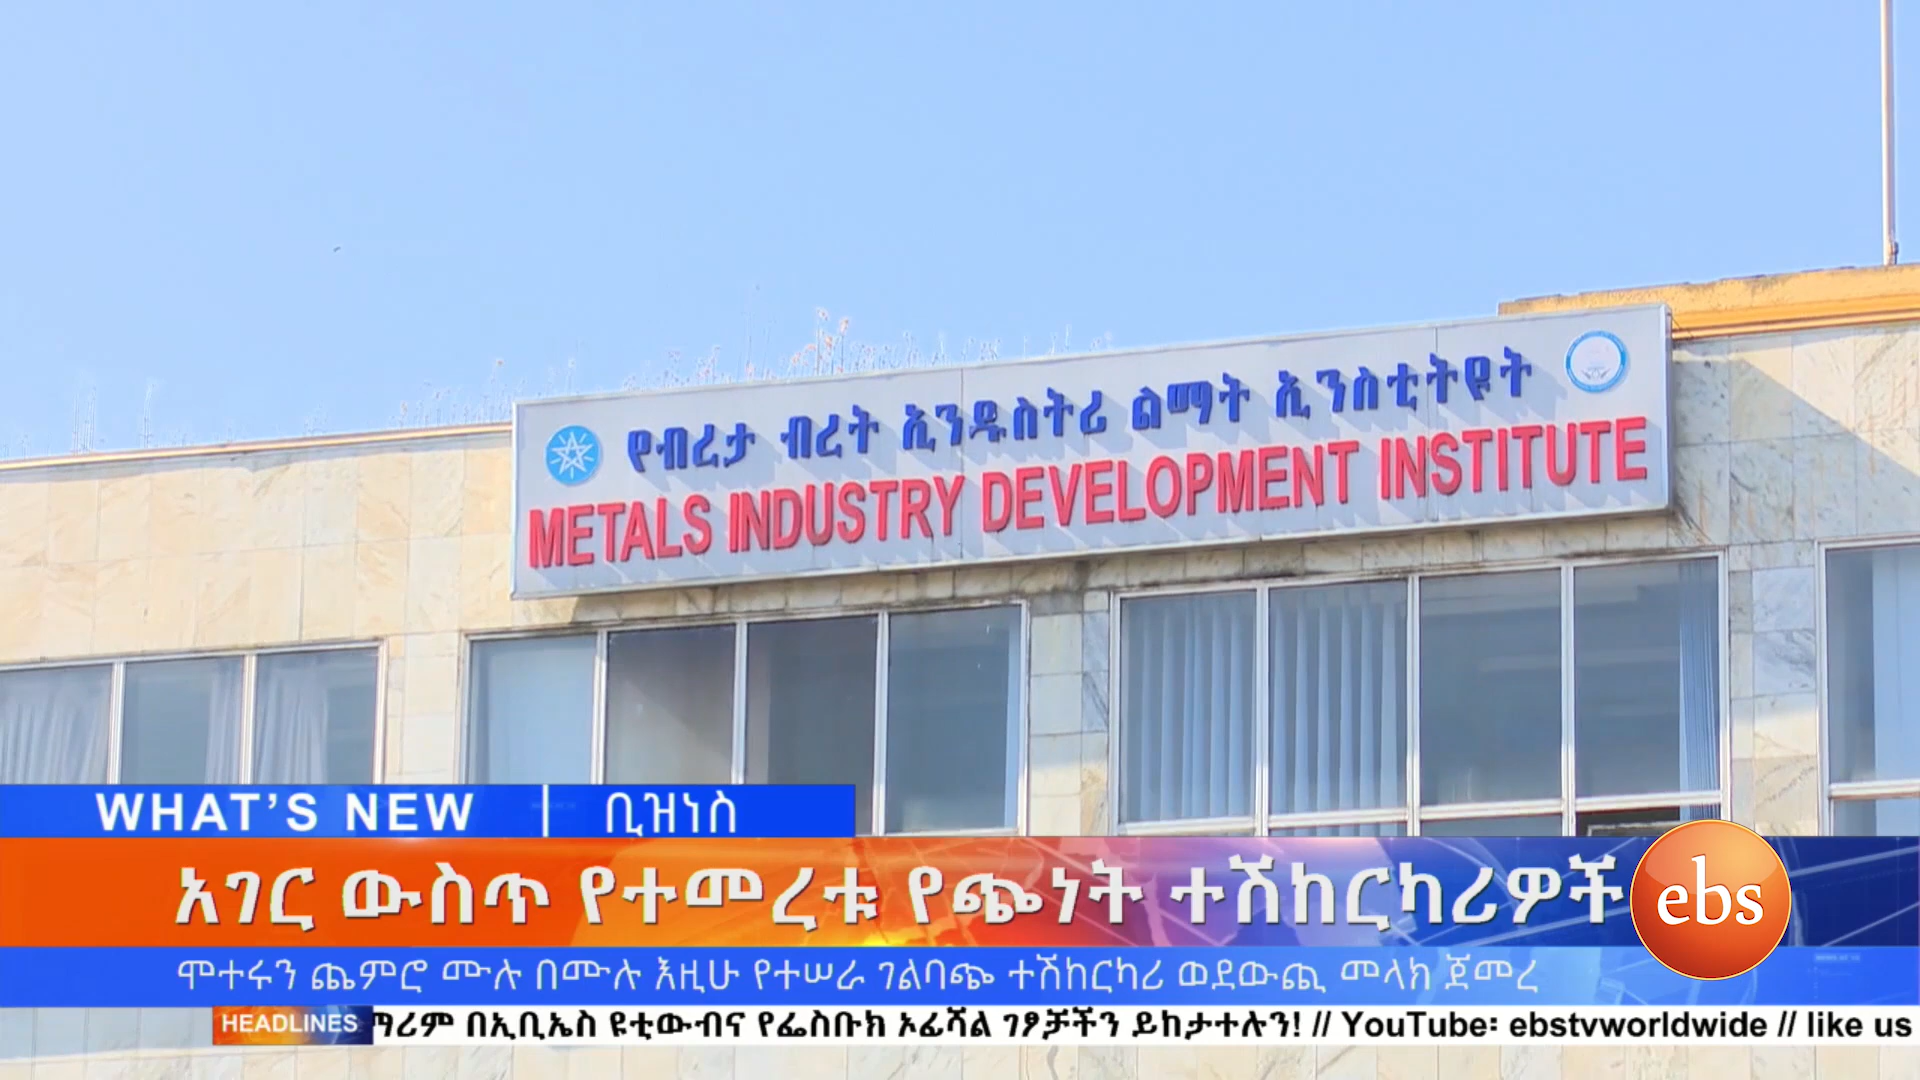 የብረታ ብረት ኢንዱስትሪ ልማት ኢንስቲትዩት
METALS INDUSTRY DEVELOPMENT INSTITUTE
WHAT'S NEW | ቢዝነስ
አገር ውስጥ የተመረቱ የጭነት ተሽከርካሪዎች
ebs
ሞተሩን ጨምሮ ሙሉ በሙሉ እዚሁ የተሠራ ገልባጭ ተሽከርካሪ ወደውጪ መላክ ጀመረ
HEADLINES ማሪም በኢቢኤስ ዩቲውብና የፌስቡክ ኦፊሻል ገፆቻችን ይከታተሉን! // YouTube: ebstvworldwide // like us